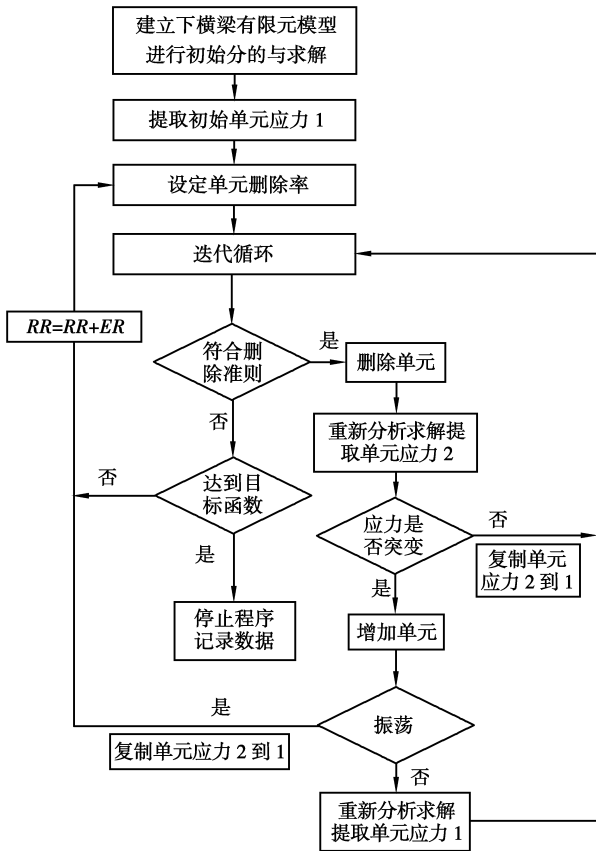 建立下横梁有限元模型
进行初始分的与求解
提取初始单元应力 1
设定单元删除率
迭代循环
RR=RR+ER
符合删
除准则
是
删除单元
否
重新分析求解提
取单元应力 2
否
达到目
标函数
应力是
否突变
否
复制单元
应力 2 到 1
是
是
停止程序
记录数据
增加单元
是
振荡
复制单元应力 2 到 1
否
重新分析求解
提取单元应力 1